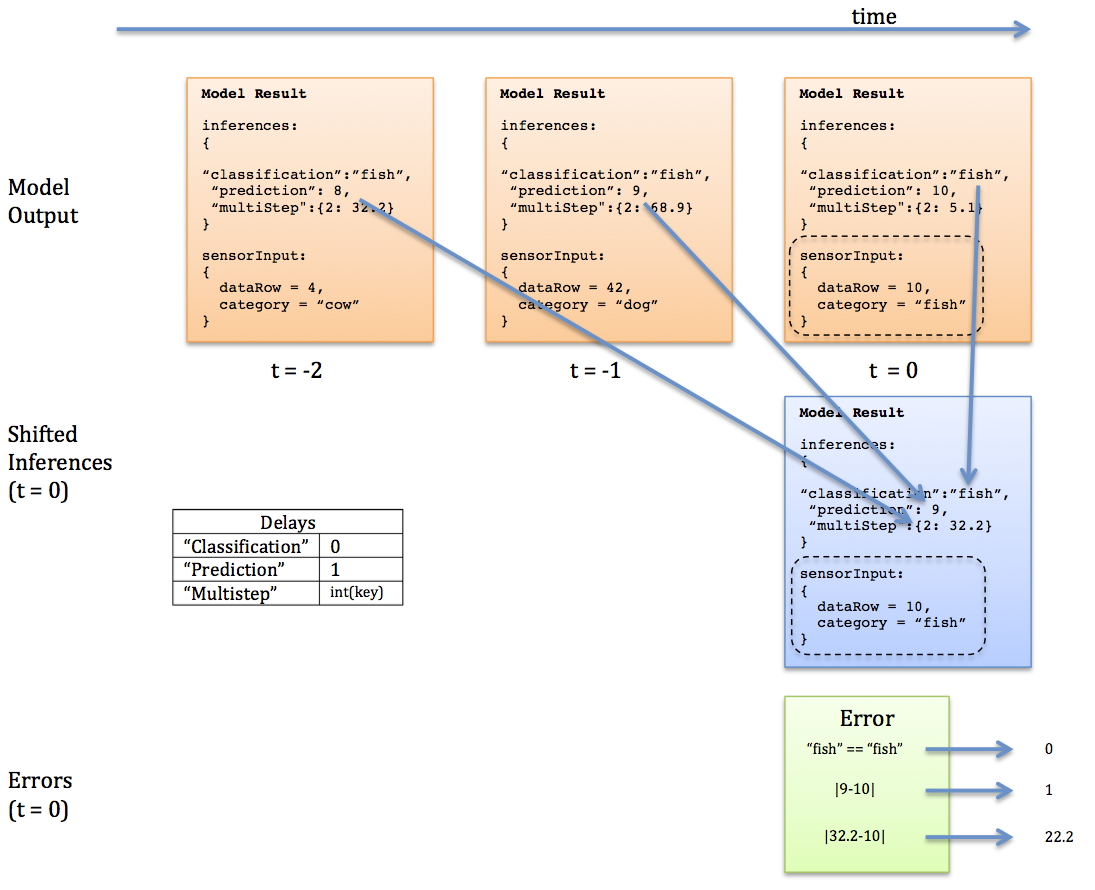 time
Model Output
Model Result
inferences:
{
“classification”:”fish”,
“prediction”: 8,
“multiStep":{2: 32.2}
}
sensorInput:
{
dataRow = 4,
category = “cow”
}
t = -2
Model Result
inferences:
{
“classification”:”fish”,
“prediction”: 9,
“multiStep":{2: 68.9}
}
sensorInput:
{
dataRow = 42,
category = “dog”
}
t = -1
Model Result
inferences:
{
“classification”:”fish”,
“prediction”: 10,
“multiStep":{2: 5.1}
}
sensorInput:
{
dataRow = 10,
category = “fish”
}
t = 0
Shifted
Inferences
(t = 0)
Model Result
inferences:
{
“classification”:”fish”,
“prediction”: 9,
“multiStep":{2: 32.2}
}
sensorInput:
{
dataRow = 10,
category = “fish”
}
Delays
“Classification” 0
“Prediction” 1
“Multistep” int(key)
Errors
(t = 0)
Error
“fish” == “fish” 0
|9-10| 1
|32.2-10| 22.2